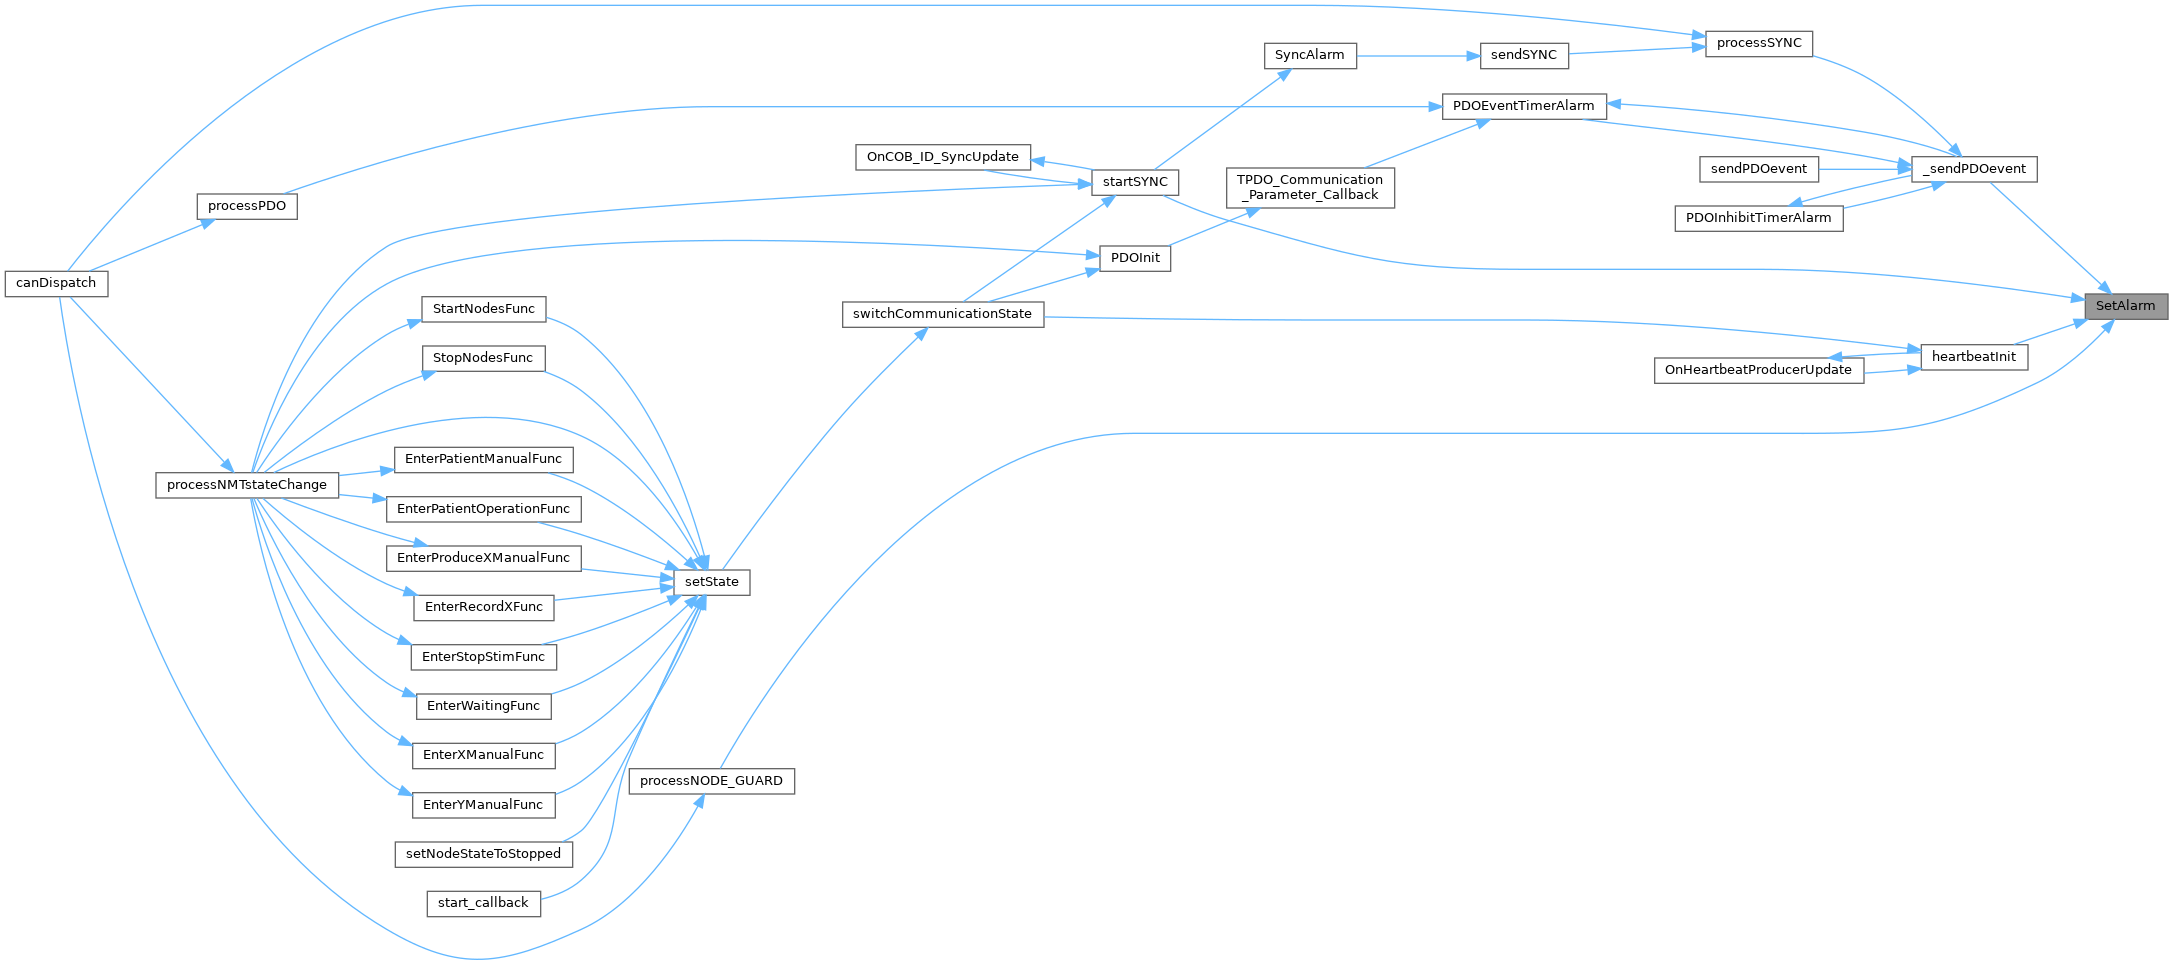 processSYNC
SyncAlarm
sendSYNC
PDOEventTimerAlarm
OnCOB_ID_SyncUpdate
sendPDOevent
_sendPDOevent
startSYNC
TPDO_Communication
_Parameter_Callback
processPDO
PDOInhibitTimerAlarm
PDOInit
canDispatch
SetAlarm
StartNodesFunc
switchCommunicationState
StopNodesFunc
heartbeatInit
OnHeartbeatProducerUpdate
EnterPatientManualFunc
processNMTstateChange
EnterPatientOperationFunc
EnterProduceXManualFunc
setState
EnterRecordXFunc
EnterStopStimFunc
EnterWaitingFunc
EnterXManualFunc
processNODE_GUARD
EnterYManualFunc
setNodeStateToStopped
start_callback